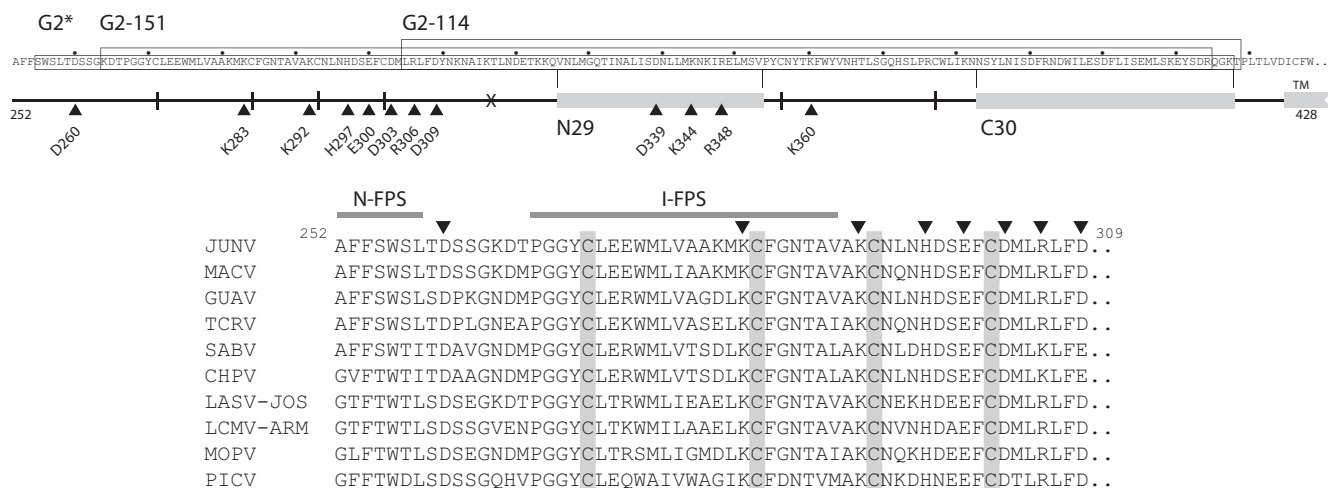 G2* G2-151 G2-114
AFFSWSLTDSSGKDTPGGYCLEEWMLVAAKMKCFGNTAVAKCNLNHDSEFCDMLRLFDYNKNAIKTLNDETKKQVNLMGQTINALISDNLLMKNKIRELMSVPYCNYTKFWYVNHTLSGQHSLPRCWLIKNNSYLNISDFRNDWILESDFLISEMLSKEYSDRQGKTPLTLVDICFW..
TM
X
252 428
D260 K283 K292 H297 E300 D303 R306 D309 N29 D339 K344 R348 K360 C30
N-FPS I-FPS
252 309
JUNV AFFSWSLTDSSGKDTPGGYCLEEWMLVAAKMKCFGNTAVAKCNLNHDSEFCDMLRLFD..
MACV AFFSWSLTDSSGKDMPGGYCLEEWMLIAAKMKCFGNTAVAKCNQNHDSEFCDMLRLFD..
GUAV AFFSWSLSDPKGNDMPGGYCLERWMLVAGDLKCFGNTAVAKCNLNHDSEFCDMLRLFD..
TCRV AFFSWSLTDPLGNEAPGGYCLEKWMLVASELKCFGNTAIAKCNQNHDSEFCDMLRLFD..
SABV AFFSWTITDAVGNDMPGGYCLERWMLVTSDLKCFGNTALAKCNLDHDSEFCDMLKLFE..
CHPV GVFTWTITDAAGNDMPGGYCLERWMLVTSDLKCFGNTALAKCNLNHDSEFCDMLKLFE..
LASV-JOS GTFTWTLSDSEGKDTPGGYCLTRWMLIEAELKCFGNTAVAKCNEKHDEEFCDMLRLFD..
LCMV-ARM GTFTWTLSDSSGVENPGGYCLTKWMILAAELKCFGNTAVAKCNVNHDAEFCDMLRLFD..
MOPV GLFTWTLSDSEGNDMPGGYCLTRSMLIGMDLKCFGNTAIAKCNQKHDEEFCDMLRLFD..
PICV GFFTWDLSDSSGQHVPGGYCLEQWAIVWAGIKCFDNTVMAKCNKDHNEEFCDTLRLFD..